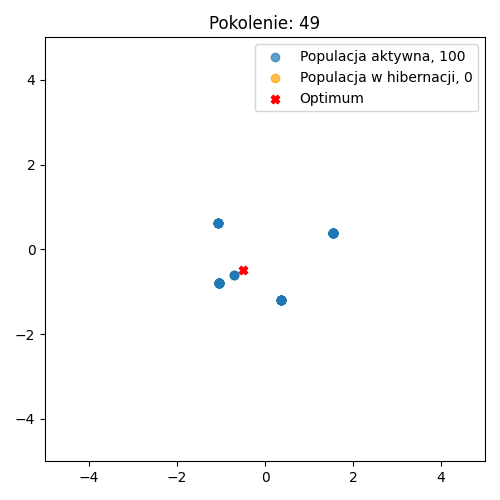 Pokolenie: 49
Populacja aktywna, 100
Populacja w hibernacji, 0
Optimum
4
2
0
−2
−4
−4 −2 0 2 4